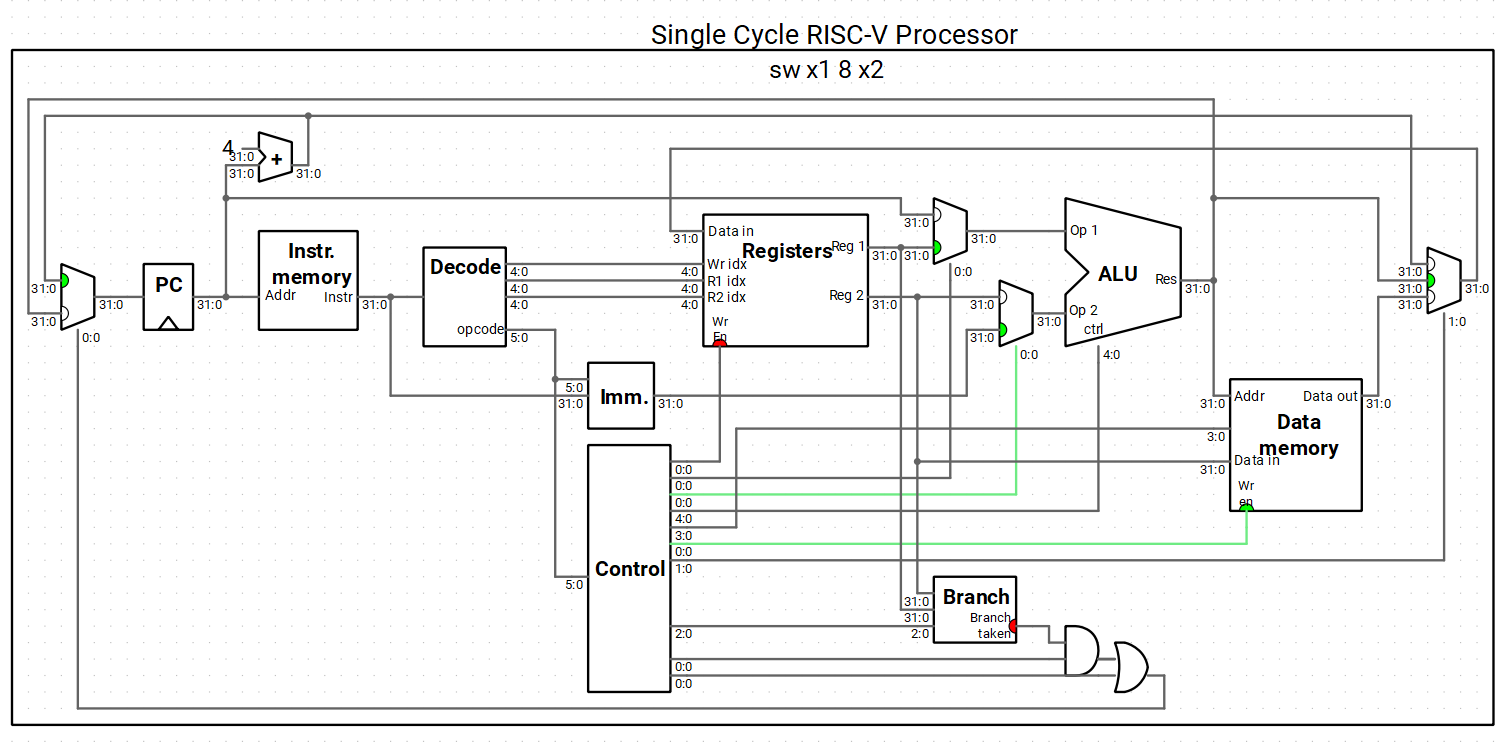 Single Cycle RISC-V Processor
sw x1 8 x2
4
31:0
31:0
31:0
+
31:0
31:0
0:0
31:0
PC
31:0
Instr.
memory
Addr
Instr
31:0
Decode
opcode
4:0
4:0
4:0
5:0
4:0
4:0
4:0
31:0
Data in
Registers
Wr idx
R1 idx
R2 idx
Wr
En
Reg 1
Reg 2
31:0
31:0
31:0
31:0
31:0
0:0
31:0
31:0
31:0
0:0
Op 1
Op 2
ALU
Res
ctrl
31:0
4:0
5:0
31:0
Imm.
31:0
5:0
Control
0:0
0:0
0:0
4:0
3:0
0:0
1:0
2:0
0:0
0:0
31:0
3:0
31:0
Addr
Data out
Data
memory
Data in
Wr
en
31:0
31:0
31:0
31:0
31:0
1:0
31:0
31:0
2:0
Branch
Branch
taken